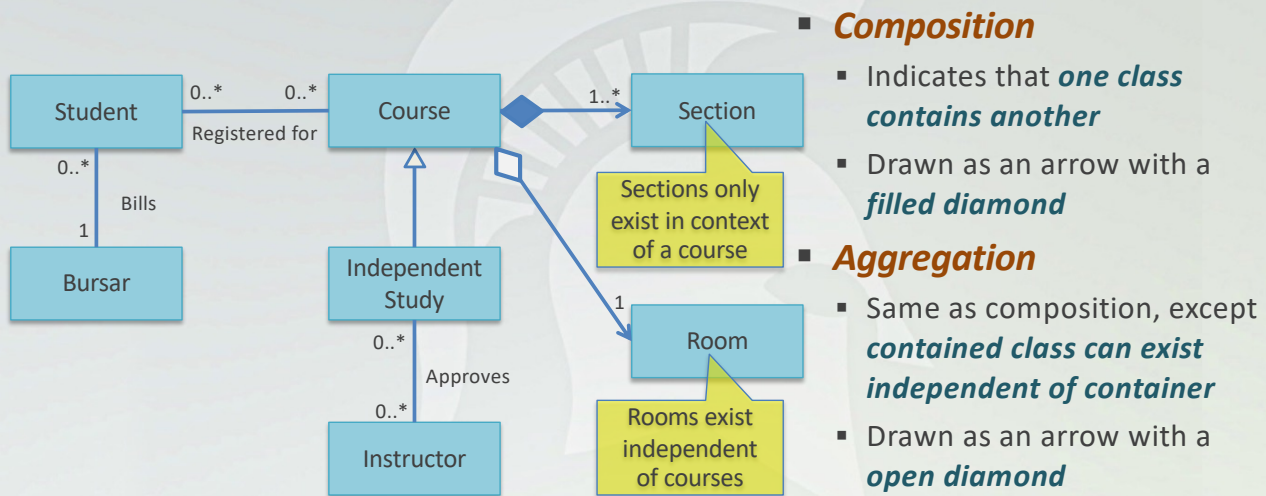 Student
0..*
0..*
Registered for
Course
1..*
Section
0..*
Bills
1
Bursar
Sections only
exist in context
of a course
Independent
Study
0..*
Approves
0..*
Instructor
1
Room
Rooms exist
independent
of courses
▪ Composition
▪ Indicates that one class
contains another
▪ Drawn as an arrow with a
filled diamond
▪ Aggregation
▪ Same as composition, except
contained class can exist
independent of container
▪ Drawn as an arrow with a
open diamond